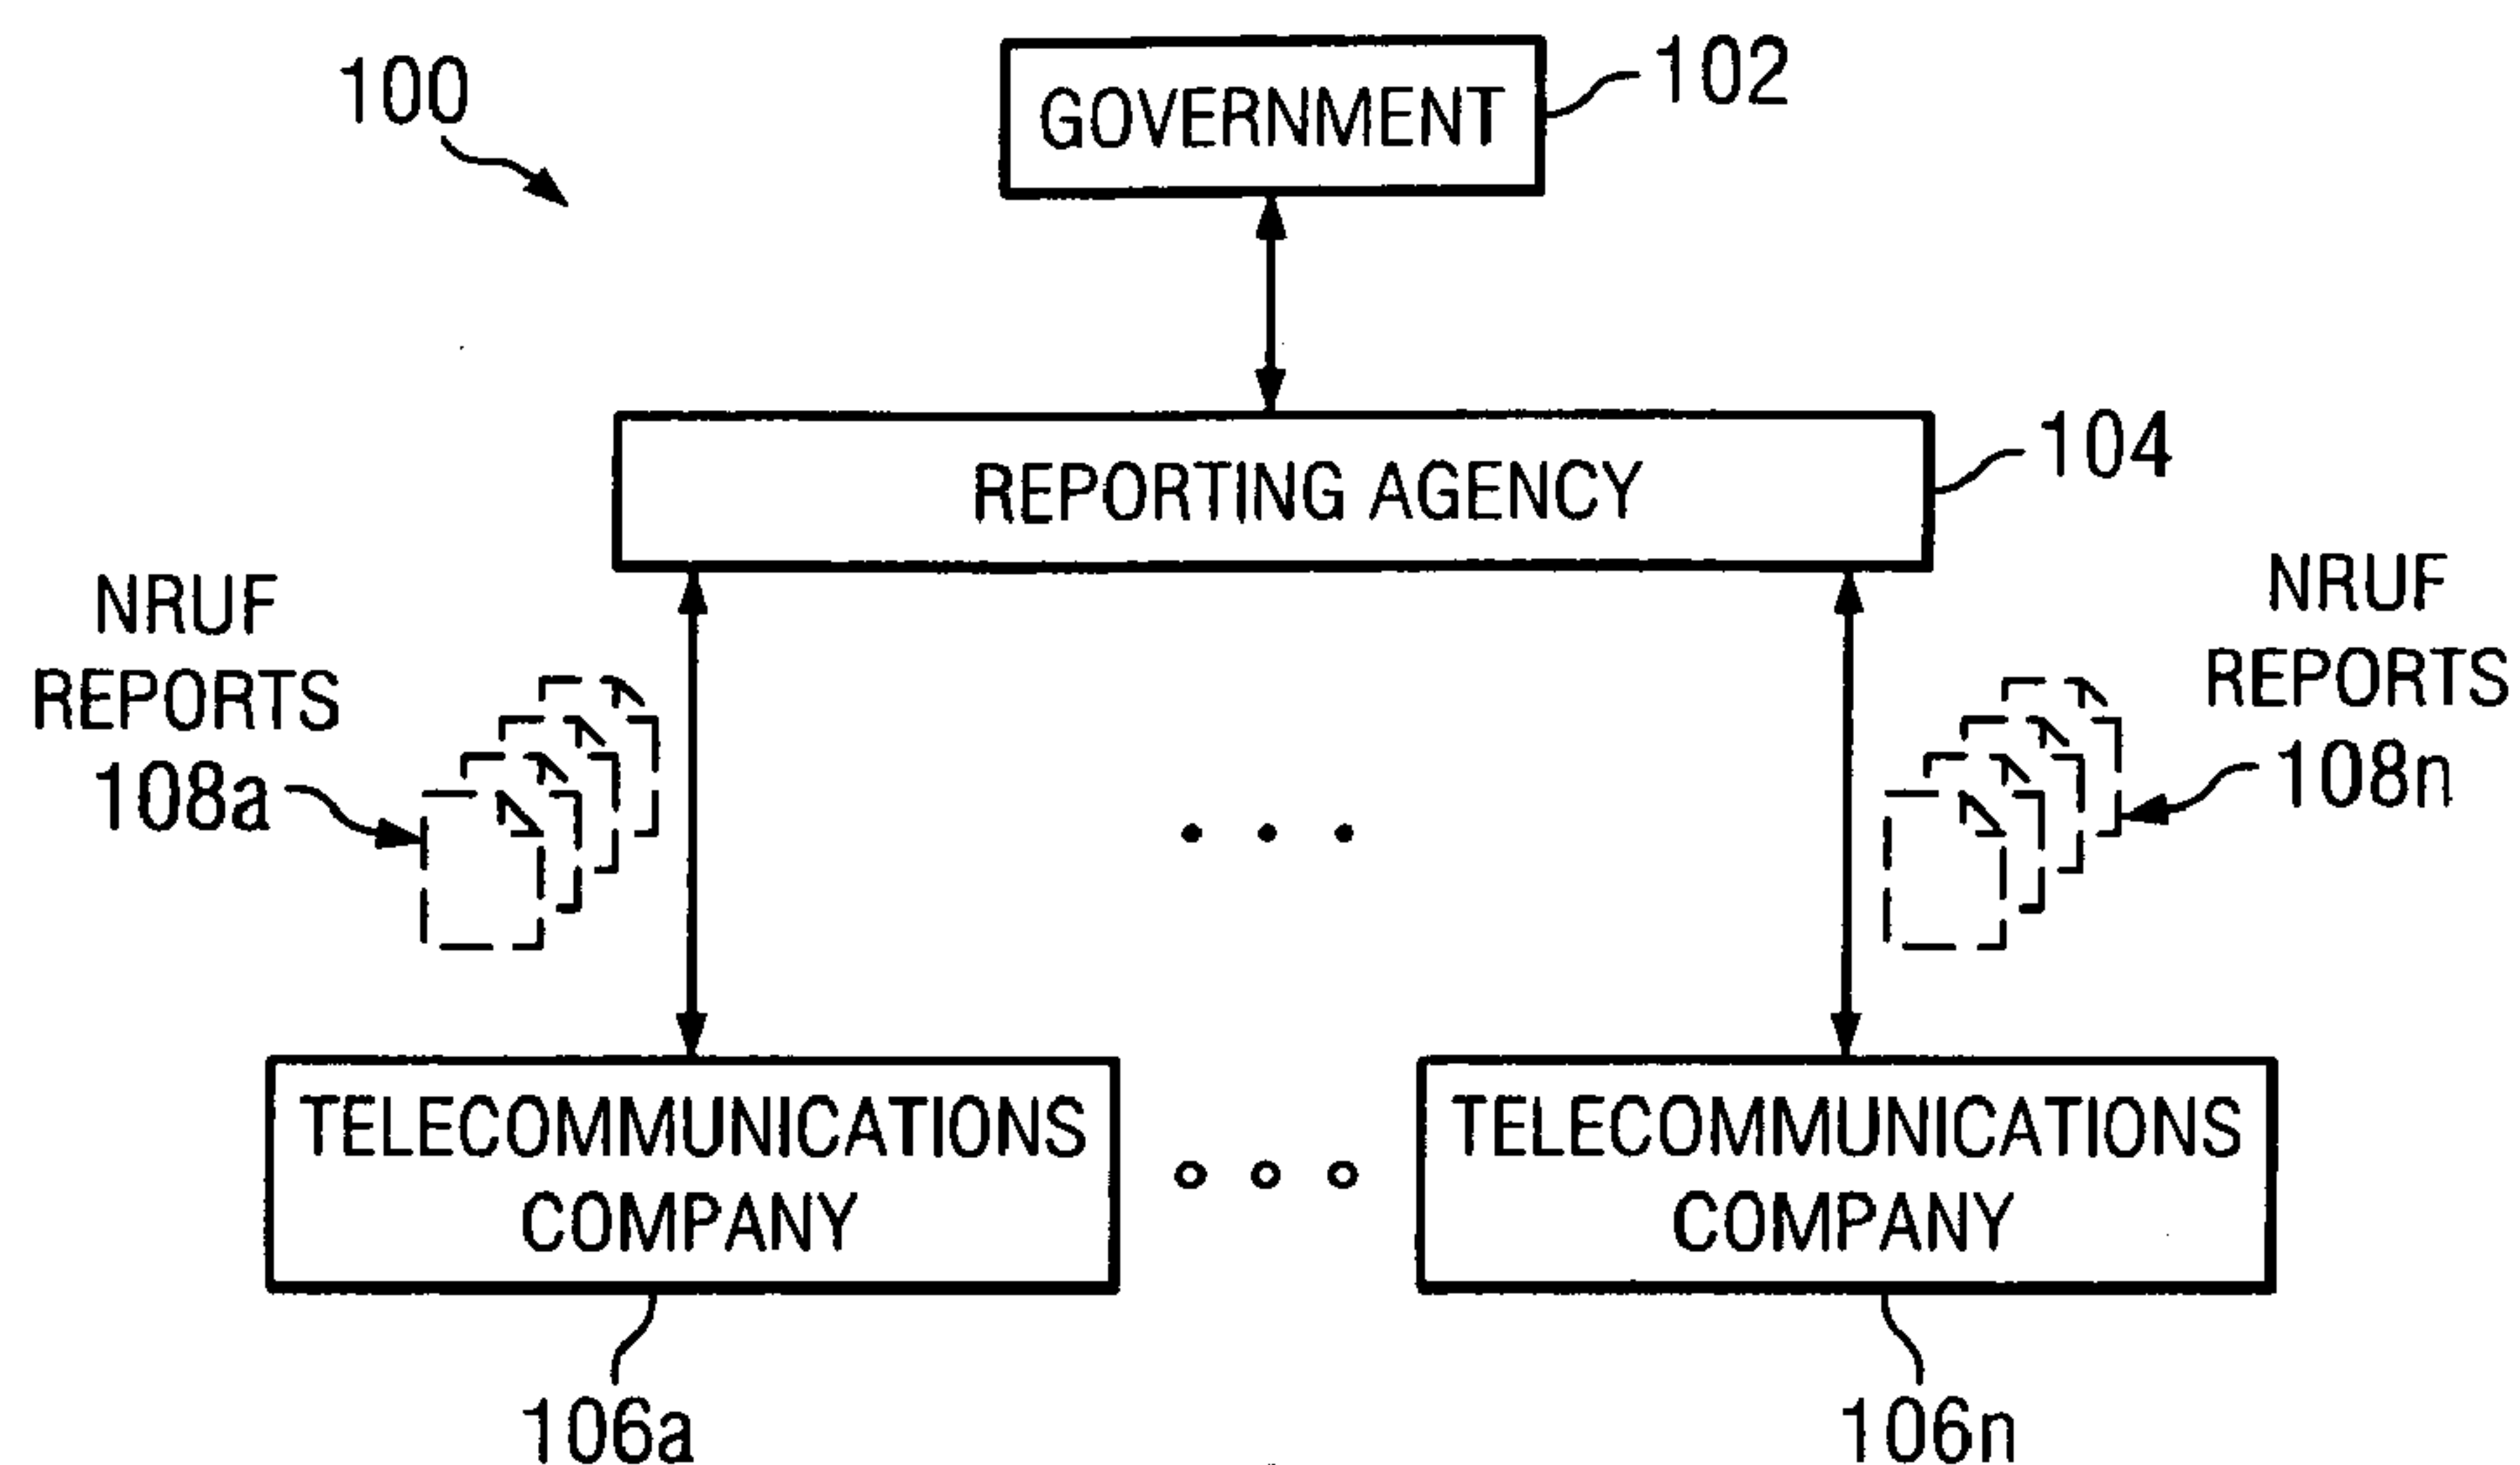 100
GOVERNMENT
102
REPORTING AGENCY
104
NRUF
REPORTS
108a
NRUF
REPORTS
108n
TELECOMMUNICATIONS
COMPANY
TELECOMMUNICATIONS
COMPANY
106a
106n